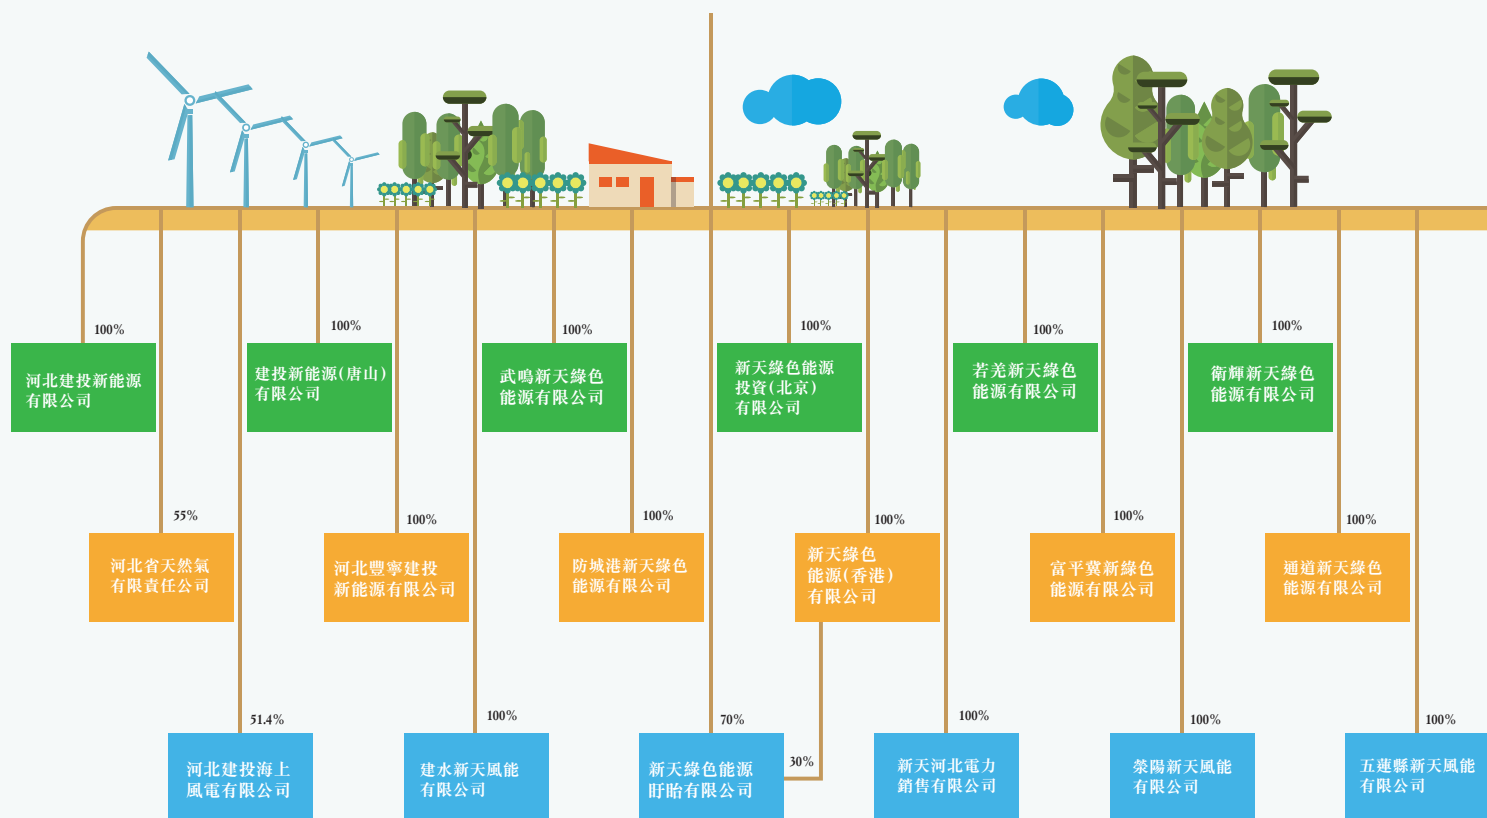 100%
河北建投新能源
有限公司
100%
建投新能源(唐山)
有限公司
100%
武鳴新天綠色
能源有限公司
100%
新天綠色能源
投資(北京)
有限公司
100%
若羌新天綠色
能源有限公司
100%
衛輝新天綠色
能源有限公司
55%
河北省天然氣
有限責任公司
100%
河北豐寧建投
新能源有限公司
100%
防城港新天綠色
能源有限公司
100%
新天綠色
能源(香港)
有限公司
100%
富平冀新綠色
能源有限公司
100%
通道新天綠色
能源有限公司
51.4%
河北建投海上
風電有限公司
100%
建水新天風能
有限公司
70%
新天綠色能源
盱眙有限公司
30%
100%
新天河北電力
銷售有限公司
100%
滎陽新天風能
有限公司
100%
五蓮縣新天風能
有限公司